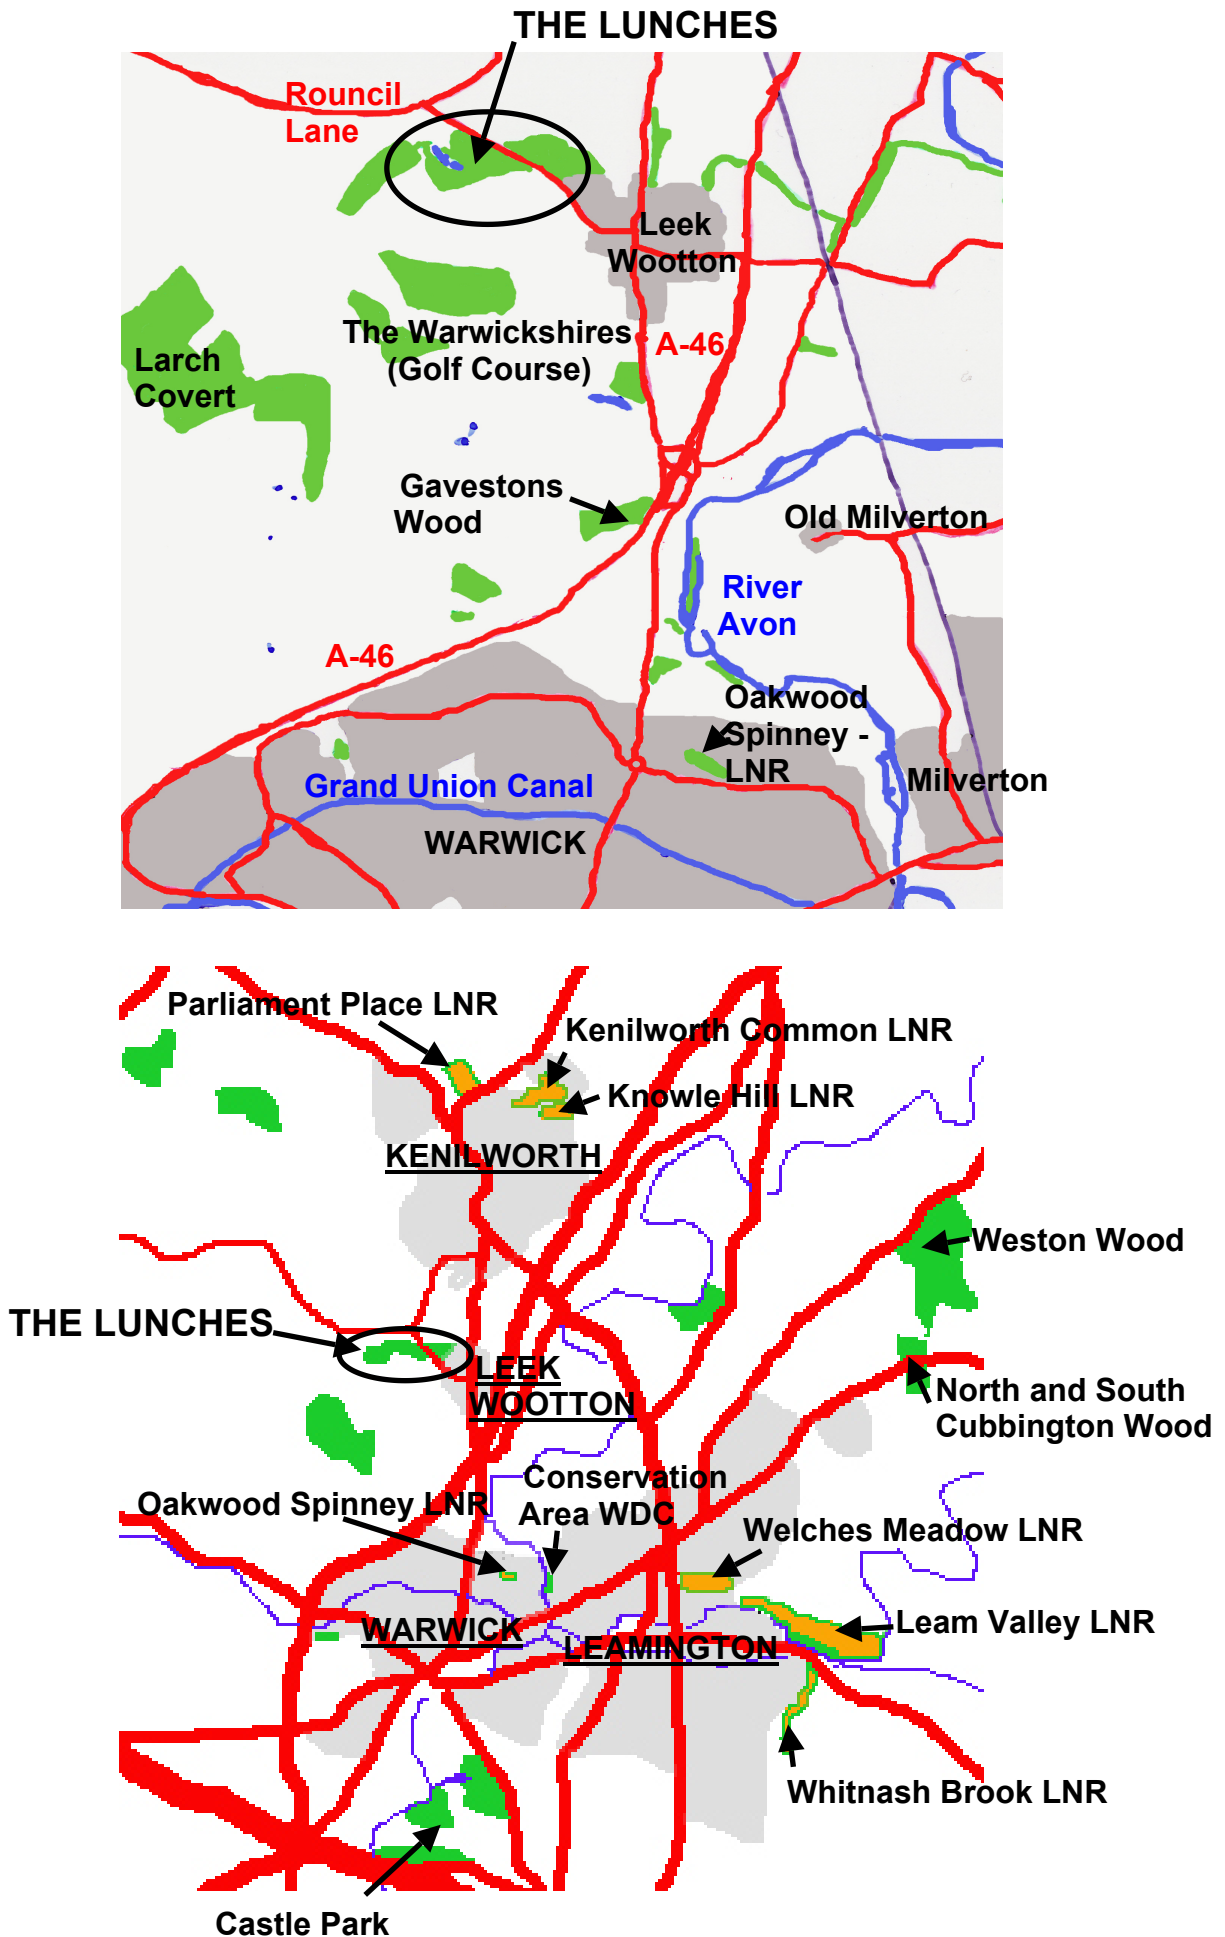 THE LUNCHES
Rouncil
Lane
Leek
Wootton
The Warwickshires
(Golf Course)
A-46
Larch
Covert
Gavestons
Wood
Old Milverton
River
Avon
A-46
Oakwood
Spinney -
LNR
Grand Union Canal
Milverton
WARWICK
Parliament Place LNR
Kenilworth Common LNR
Knowle Hill LNR
KENILWORTH
Weston Wood
THE LUNCHES
LEEK
WOOTTON
North and South
Cubbington Wood
Conservation
Area WDC
Oakwood Spinney LNR
Welches Meadow LNR
Leam Valley LNR
WARWICK
LEAMINGTON
Whitnash Brook LNR
Castle Park